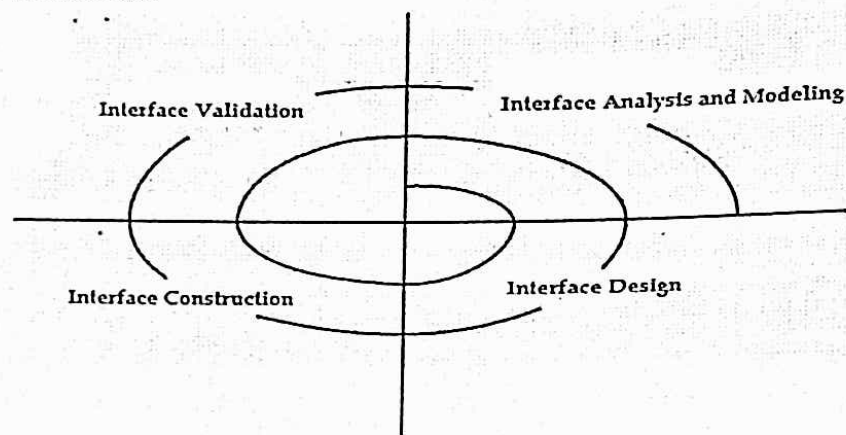 Interface Validation
Interface Analysis and Modeling
Interface Construction
Interface Design